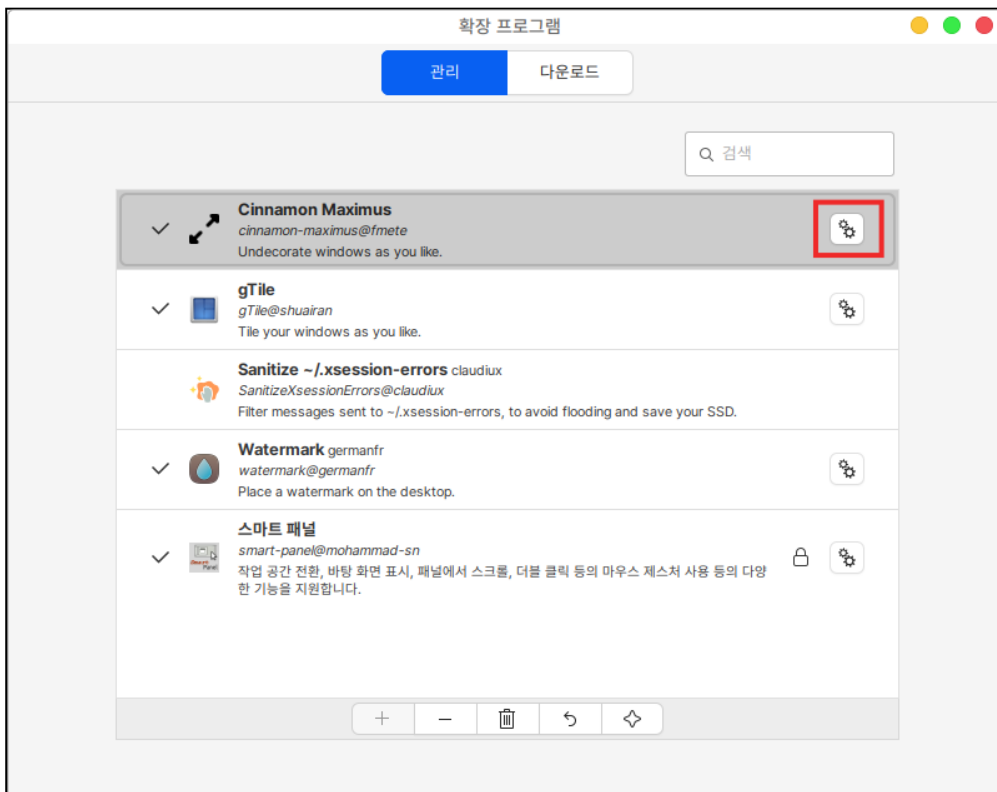 확장 프로그램
관리 다운로드
검색
Cinnamon Maximus
cinnamon-maximus@fmete
Undecorate windows as you like.
gTile
gTile@shuairan
Tile your windows as you like.
Sanitize ~/.xsession-errors claudiux
SanitizeXsessionErrors@claudiux
Filter messages sent to ~/.xsession-errors, to avoid flooding and save your SSD.
Watermark germanfr
watermark@germanfr
Place a watermark on the desktop.
스마트 패널
smart-panel@mohammad-sn
작업 공간 전환, 바탕 화면 표시, 패널에서 스크롤, 더블 클릭 등의 마우스 제스처 사용 등의 다양
한 기능을 지원합니다.